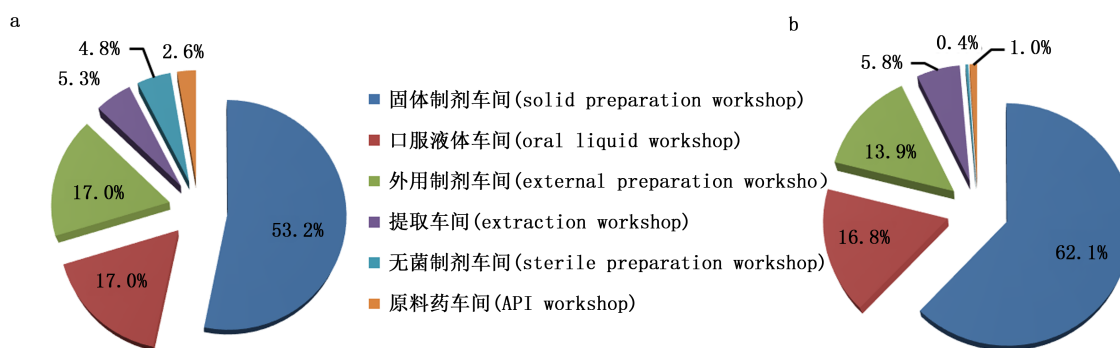 a
4.8%
2.6%
5.3%
17.0%
17.0%
53.2%
固体制剂车间(solid preparation workshop)
口服液体车间(oral liquid workshop)
外用制剂车间(external preparation worksho)
提取车间(extraction workshop)
无菌制剂车间(sterile preparation workshop)
原料药车间(API workshop)
b
0.4%
1.0%
5.8%
13.9%
16.8%
62.1%